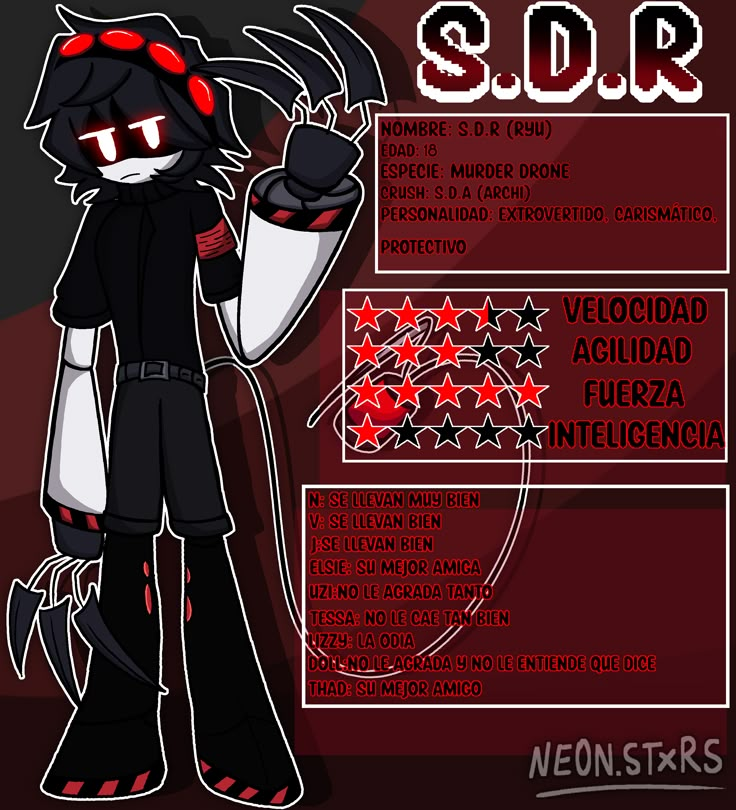 S.D.R
NOMBRE: S.D.R (RYU)
EDAD: 18
ESPECIE: MURDER DRONE
CRUSH: S.D.A (ARCHI)
PERSONALIDAD: EXTROVERTIDO, CARISMÁTICO,
PROTECTIVO
VELOCIDAD
AGILIDAD
FUERZA
INTELIGENCIA
N: SE LLEVAN MUY BIEN
V: SE LLEVAN BIEN
J:SE LLEVAN BIEN
ELSIE: SU MEJOR AMIGA
UZI:NO LE AGRADA TANTO
TESSA: NO LE CAE TAN BIEN
LIZZY: LA ODIA
DOLL:NO LE AGRADA Y NO LE ENTIENDE QUE DICE
THAD: SU MEJOR AMIGO
NEON.STXRS